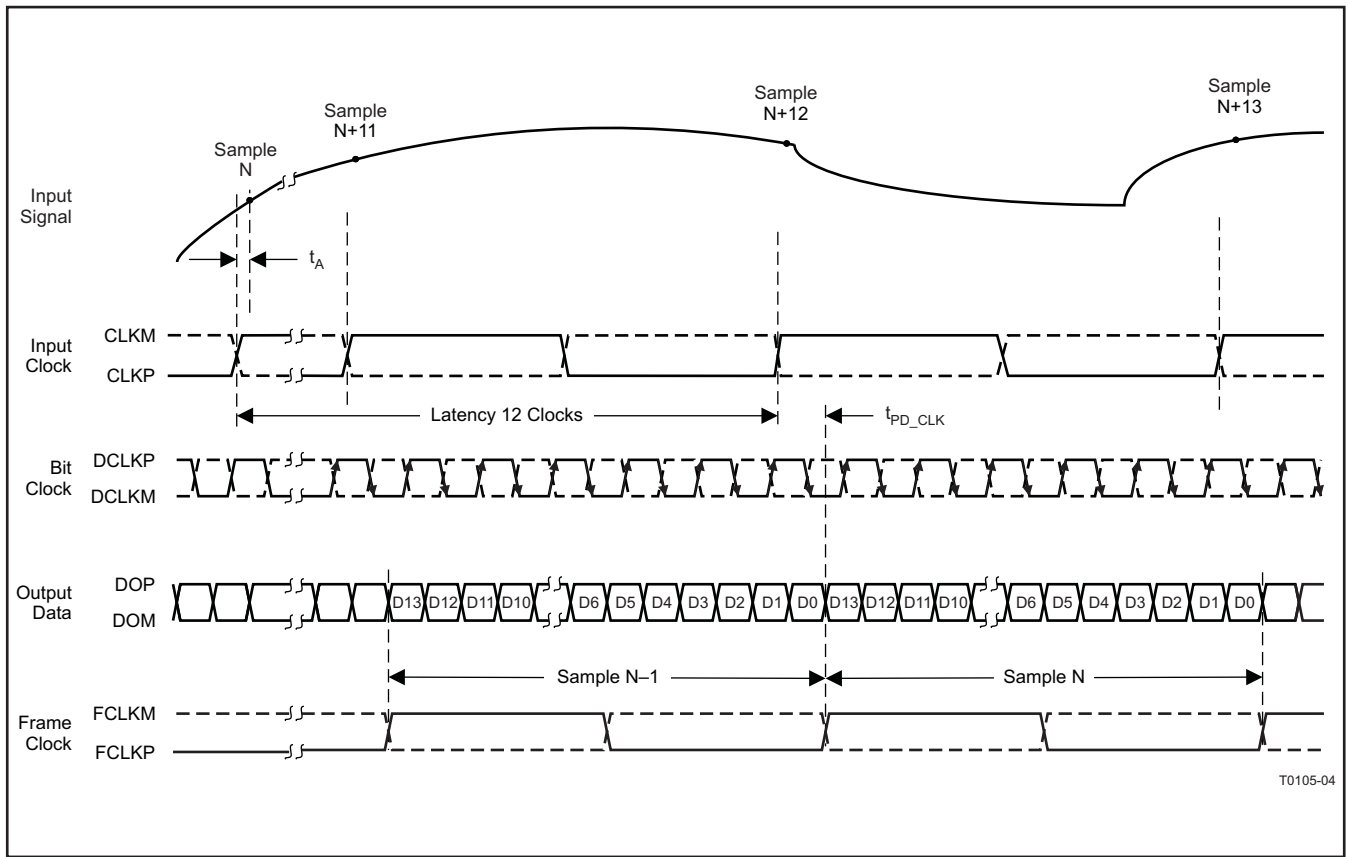 Sample
N
Sample
N+11
Sample
N+12
Sample
N+13
Input
Signal
tA
Input
Clock
CLKM
CLKP
Latency 12 Clocks
tPD_CLK
Bit
Clock
DCLKP
DCLKM
Output
Data
DOP
DOM
D13 D12 D11 D10 D6 D5 D4 D3 D2 D1 D0 D13 D12 D11 D10 D6 D5 D4 D3 D2 D1 D0
Sample N–1
Sample N
Frame
Clock
FCLKM
FCLKP
T0105-04